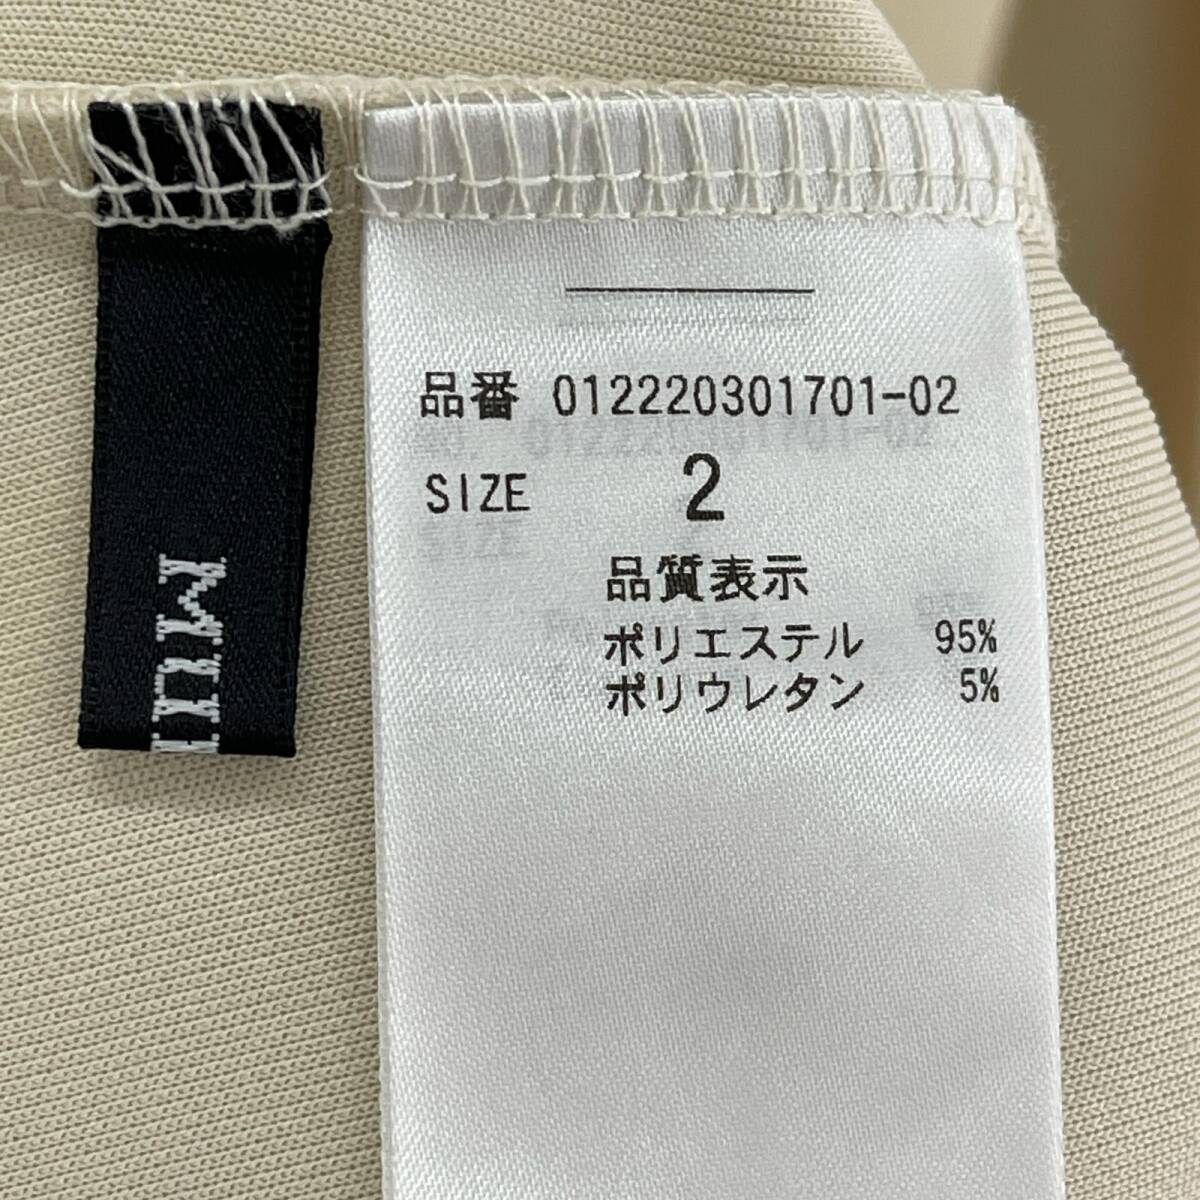 品番 012220301701-02
SIZE 2
品質表示
ポリエステル 95%
ポリウレタン 5%